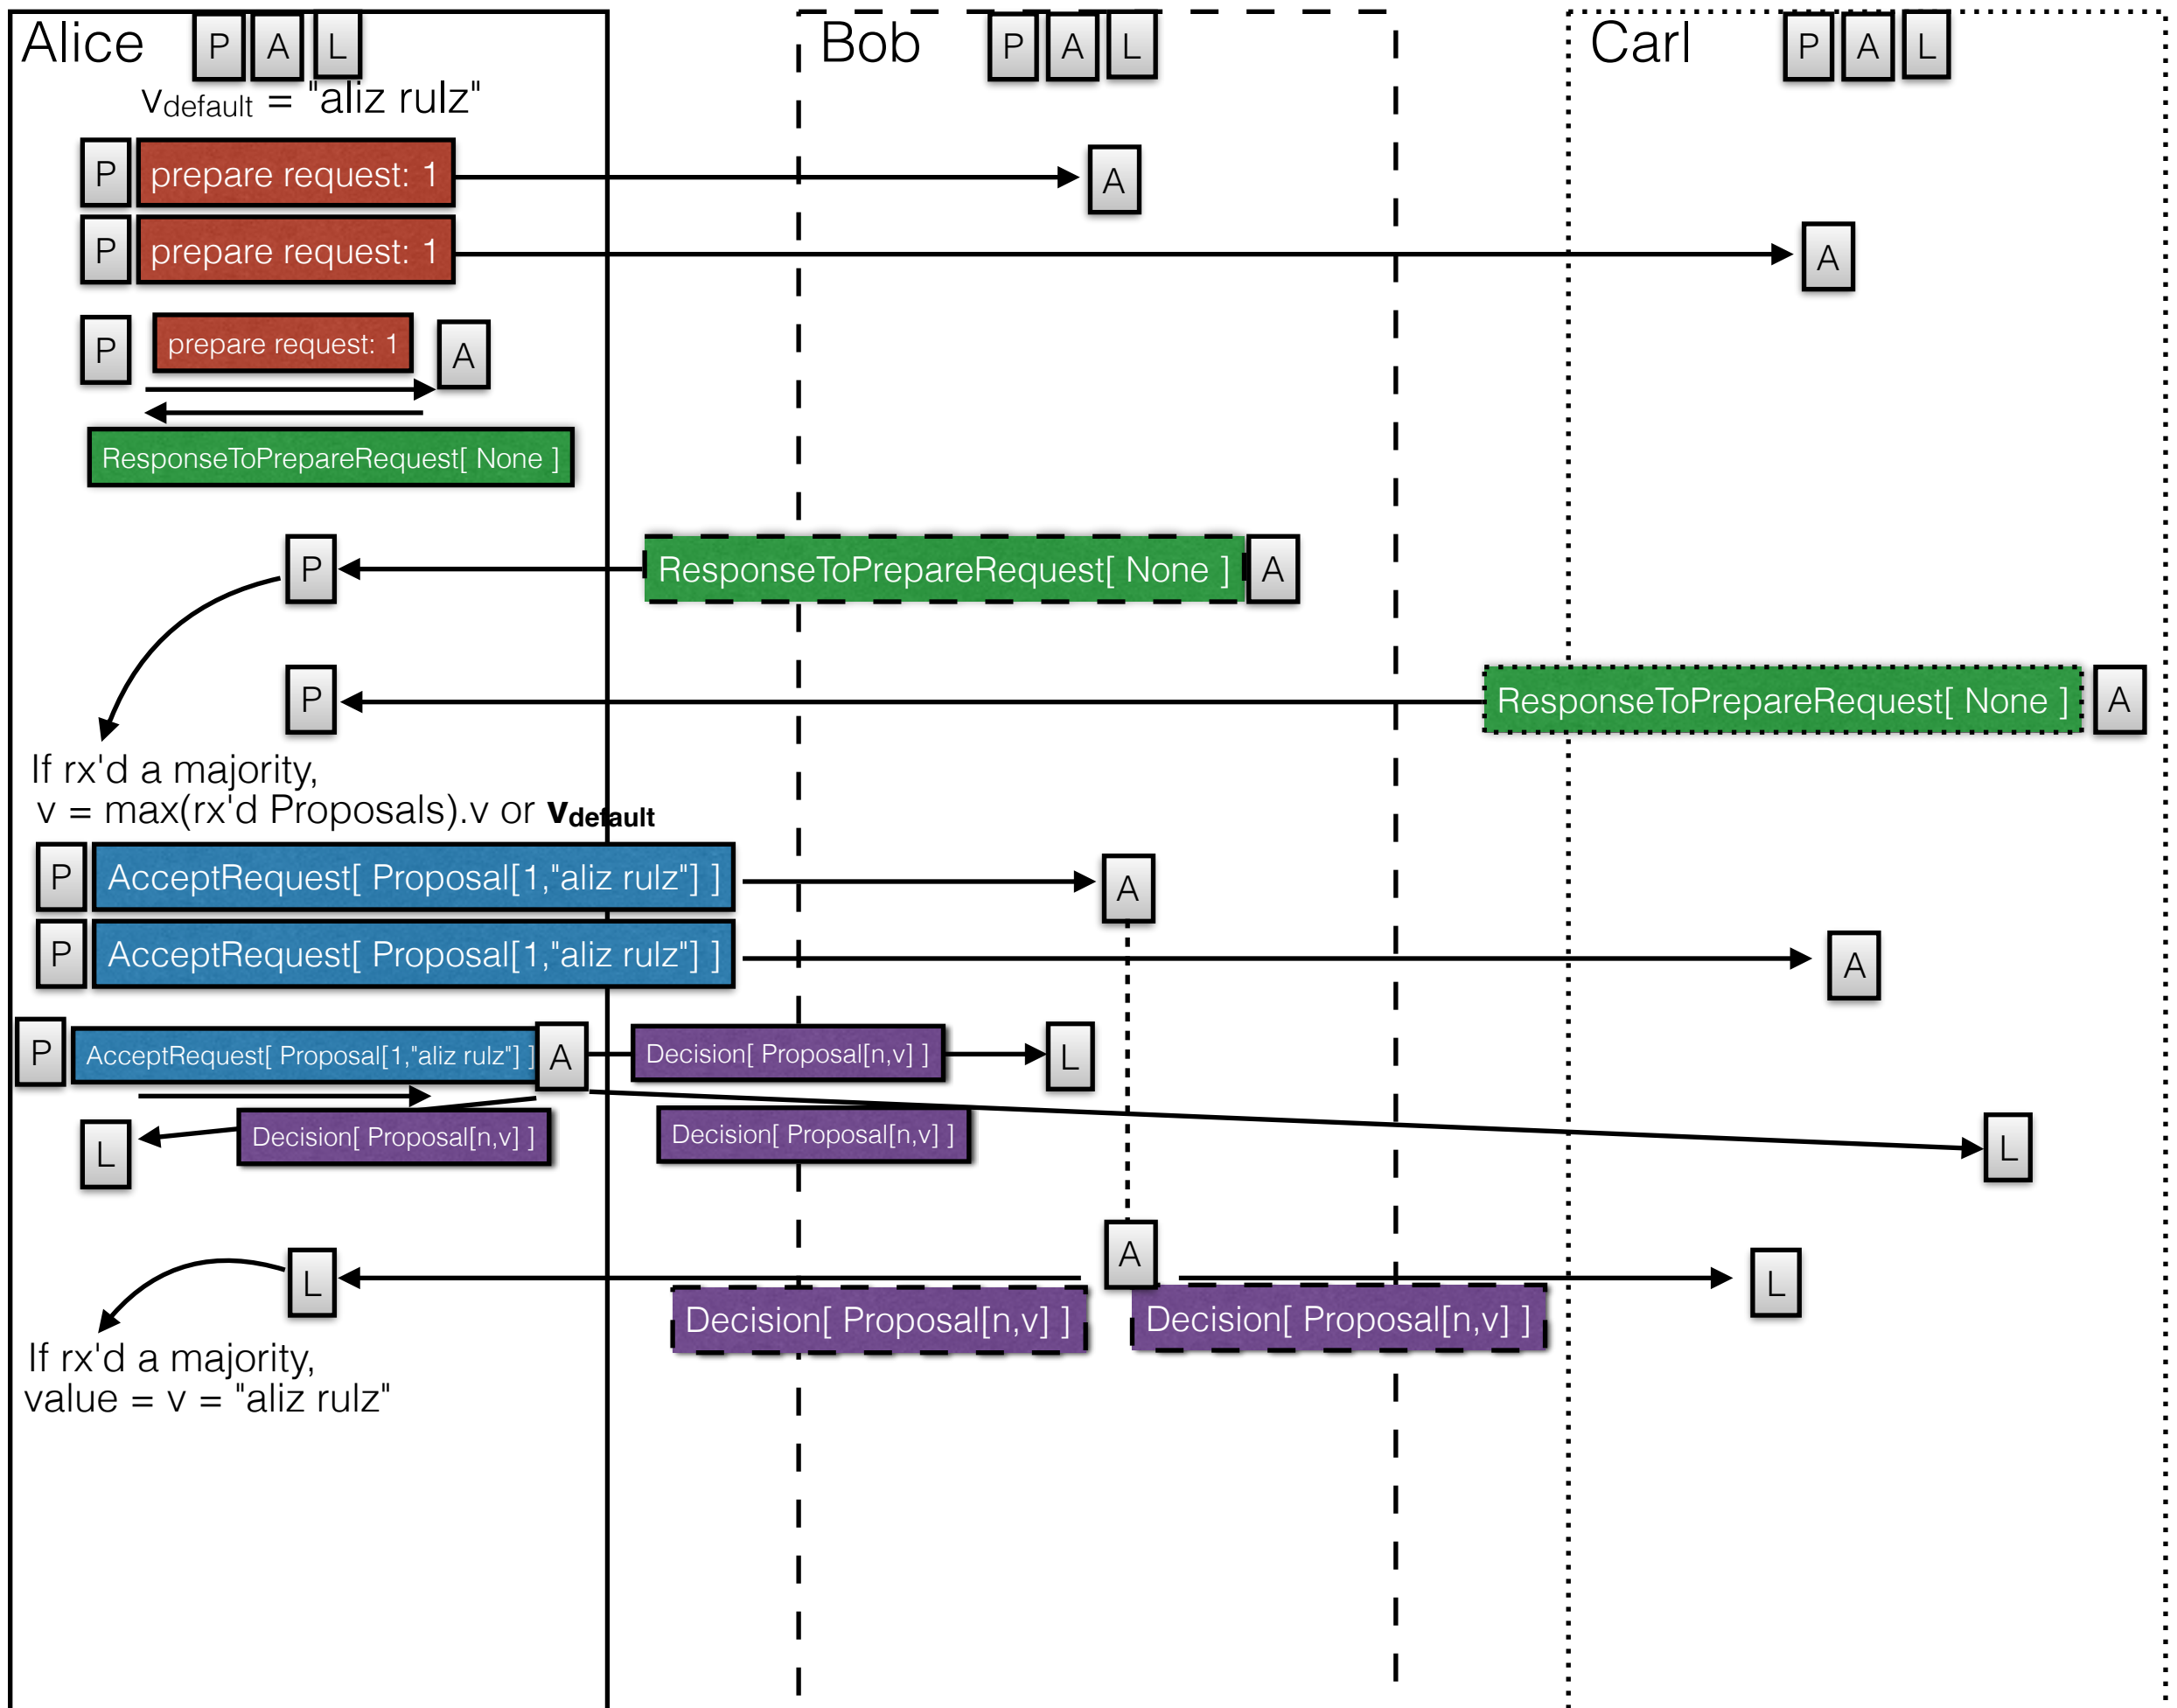 Alice P A L
Bob P A L
Carl P A L
vdefault = "aliz rulz"
P prepare request: 1 A
P prepare request: 1 A
P prepare request: 1 A
ResponseToPrepareRequest[ None ]
P ResponseToPrepareRequest[ None ] A
P ResponseToPrepareRequest[ None ] A
If rx'd a majority,
v = max(rx'd Proposals).v or vdefault
P AcceptRequest[ Proposal[1,"aliz rulz"] ] A
P AcceptRequest[ Proposal[1,"aliz rulz"] ] A
P AcceptRequest[ Proposal[1,"aliz rulz"] ] A Decision[ Proposal[n,v] ] L
L Decision[ Proposal[n,v] ] Decision[ Proposal[n,v] ] L
L A L
Decision[ Proposal[n,v] ] Decision[ Proposal[n,v] ]
If rx'd a majority,
value = v = "aliz rulz"